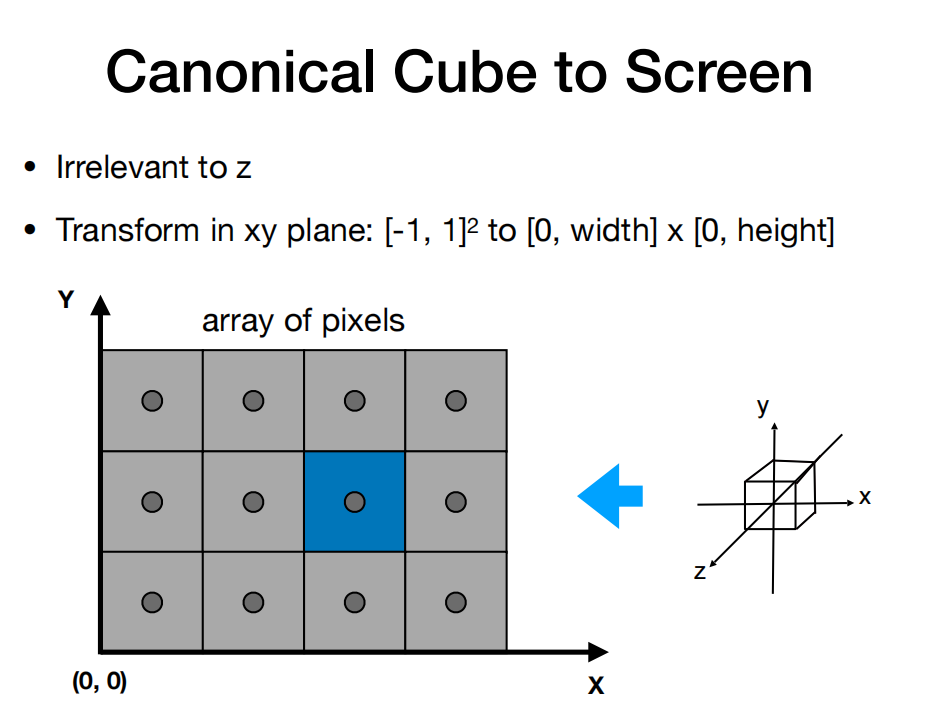 Canonical Cube to Screen
• Irrelevant to z
• Transform in xy plane: [-1, 1]² to [0, width] x [0, height]
Y
array of pixels
y
x
z
(0, 0)
X